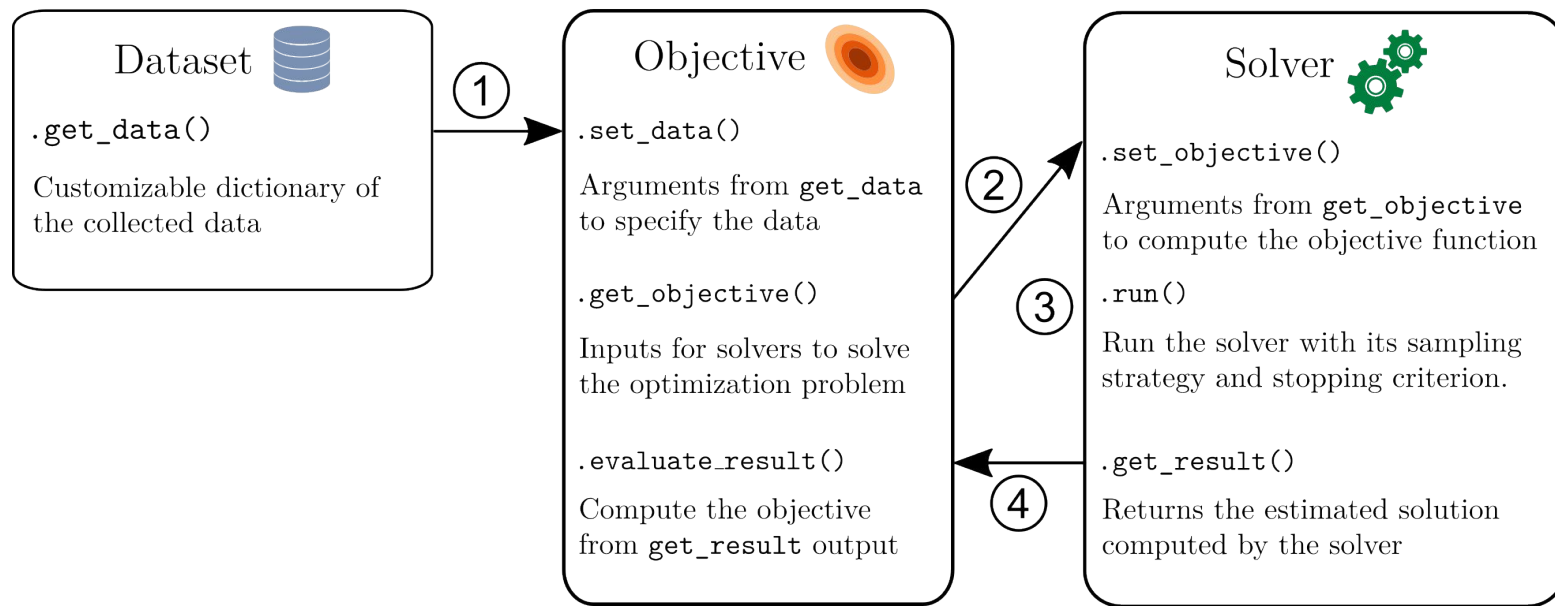 Dataset
.get_data()
Customizable dictionary of
the collected data
1
Objective
.set_data()
Arguments from get_data
to specify the data
.get_objective()
Inputs for solvers to solve
the optimization problem
.evaluate_result()
Compute the objective
from get_result output
2
3
4
Solver
.set_objective()
Arguments from get_objective
to compute the objective function
.run()
Run the solver with its sampling
strategy and stopping criterion.
.get_result()
Returns the estimated solution
computed by the solver